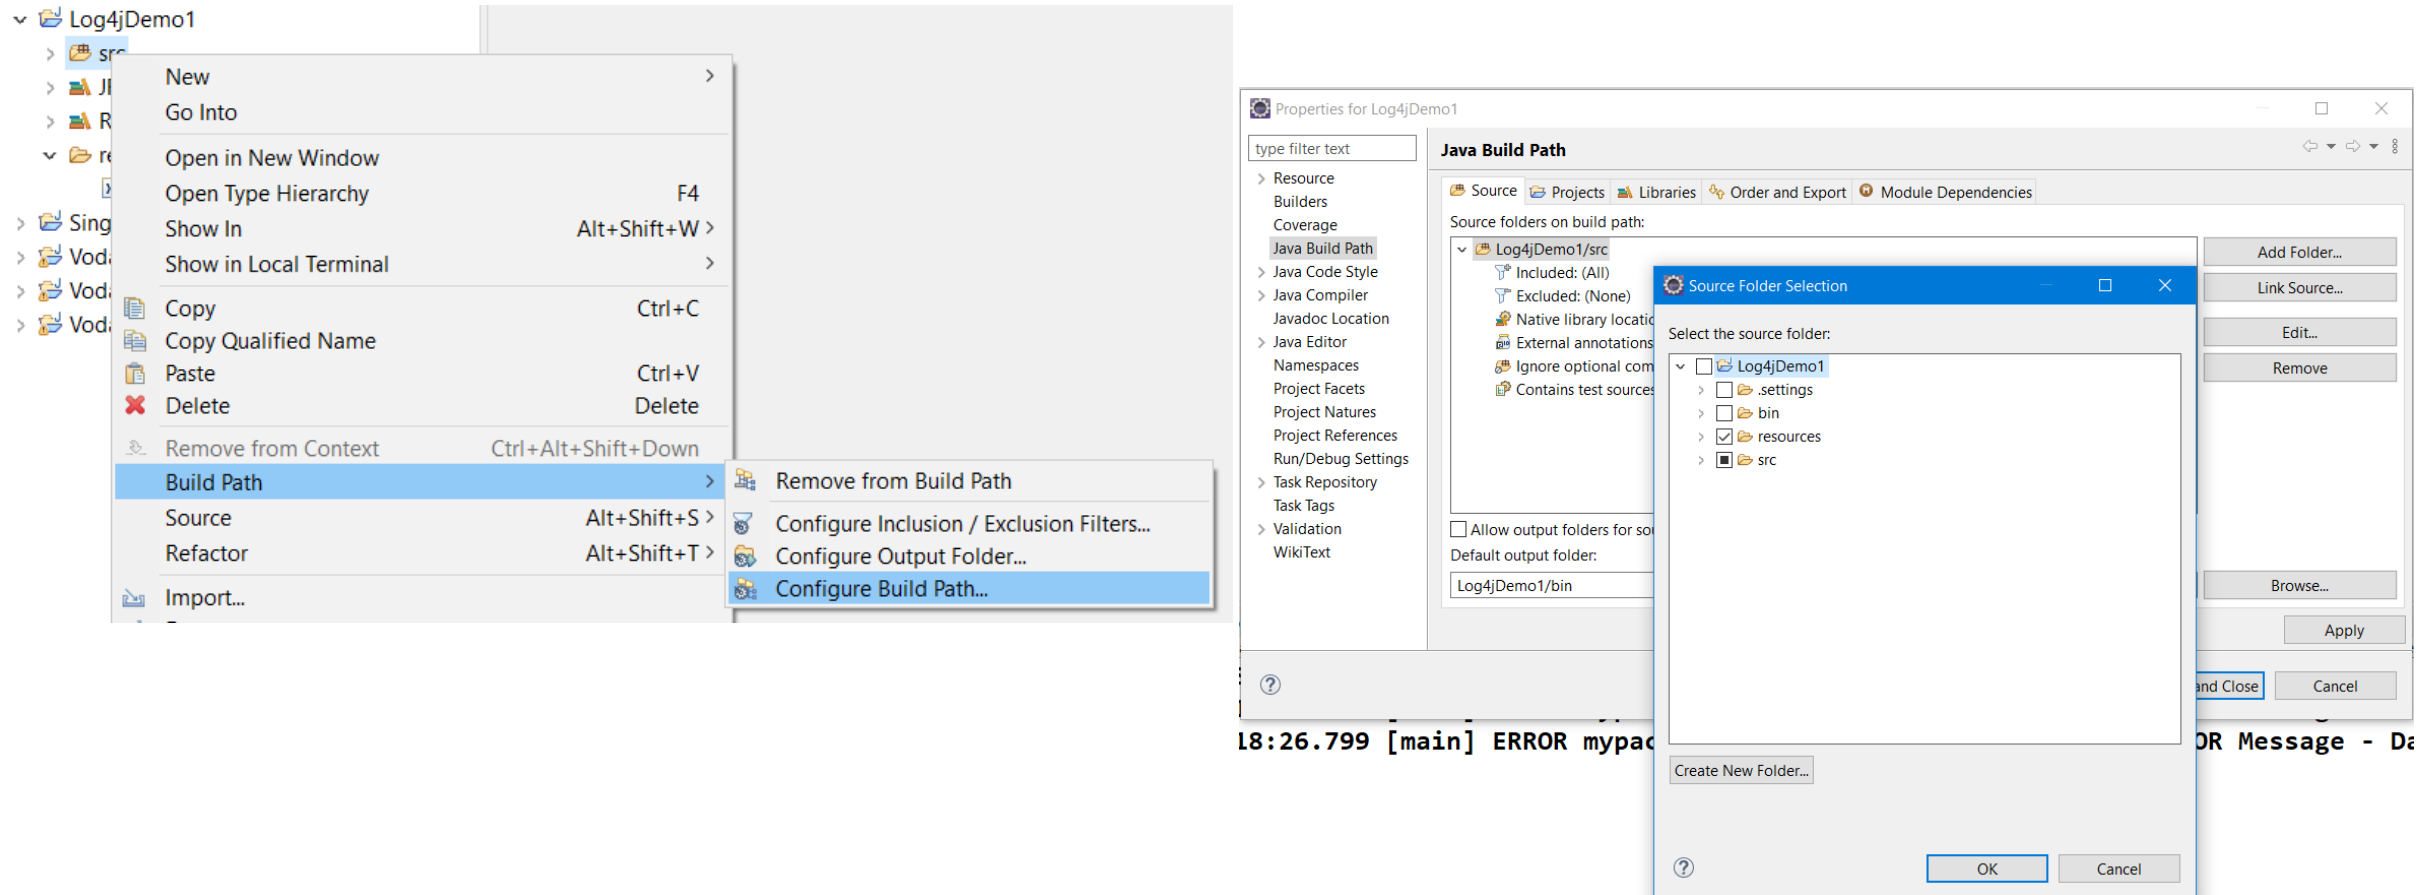 Log4jDemo1
src
New
Go Into
Open in New Window
Open Type Hierarchy F4
Show In Alt+Shift+W
Show in Local Terminal
Sing
Voda
Voda
Voda
Copy Ctrl+C
Copy Qualified Name
Paste Ctrl+V
Delete Delete
Remove from Context Ctrl+Alt+Shift+Down
Build Path
Source Alt+Shift+S
Refactor Alt+Shift+T
Import...
Remove from Build Path
Configure Inclusion / Exclusion Filters...
Configure Output Folder...
Configure Build Path...
Properties for Log4jDemo1
type filter text
Resource
Builders
Coverage
Java Build Path
Java Code Style
Java Compiler
Javadoc Location
Java Editor
Namespaces
Project Facets
Project Natures
Project References
Run/Debug Settings
Task Repository
Task Tags
Validation
WikiText
Java Build Path
Source Projects Libraries Order and Export Module Dependencies
Source folders on build path:
Log4jDemo1/src
Included: (All)
Excluded: (None)
Native library locatio
External annotations
Ignore optional com
Contains test sources
Allow output folders for sou
Default output folder:
Log4jDemo1/bin
Add Folder...
Link Source...
Edit...
Remove
Browse...
Apply
and Close Cancel
Source Folder Selection
Select the source folder:
Log4jDemo1
.settings
bin
resources
src
Create New Folder...
OK Cancel
18:26.799 [main] ERROR mypac OR Message - Da